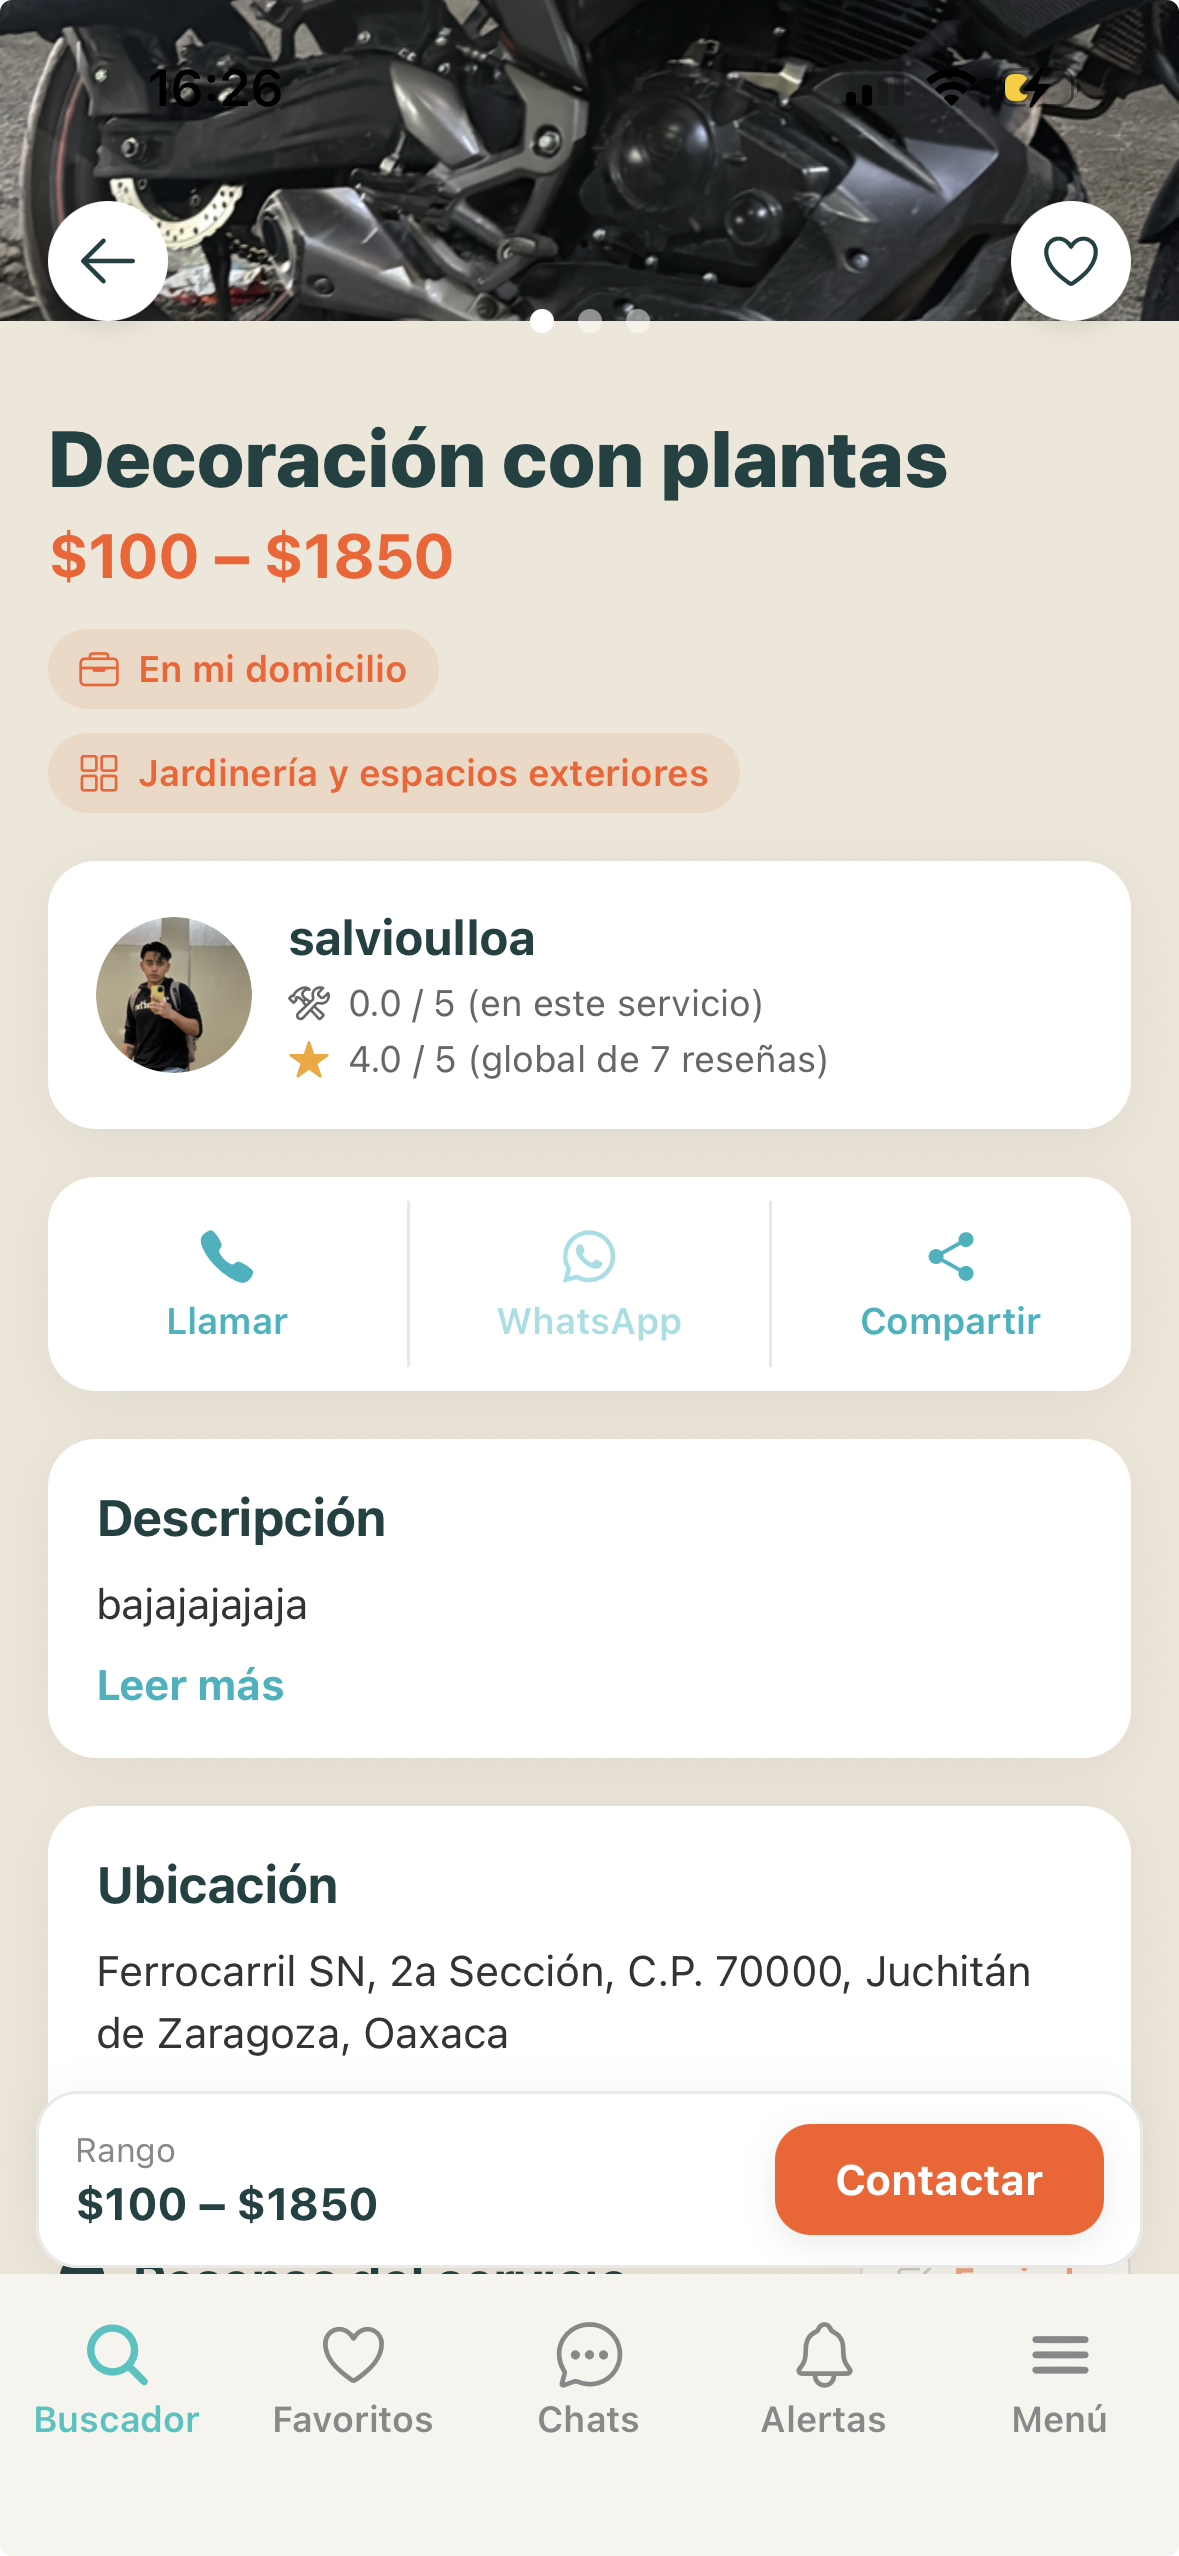 16:26
Decoración con plantas
$100 – $1850
En mi domicilio
Jardinería y espacios exteriores
salvioulloa
0.0 / 5 (en este servicio)
4.0 / 5 (global de 7 reseñas)
Llamar
WhatsApp
Compartir
Descripción
bajajajajaja
Leer más
Ubicación
Ferrocarril SN, 2a Sección, C.P. 70000, Juchitán
de Zaragoza, Oaxaca
Rango
$100 – $1850
Contactar
del servicio
Buscador
Favoritos
Chats
Alertas
Menú